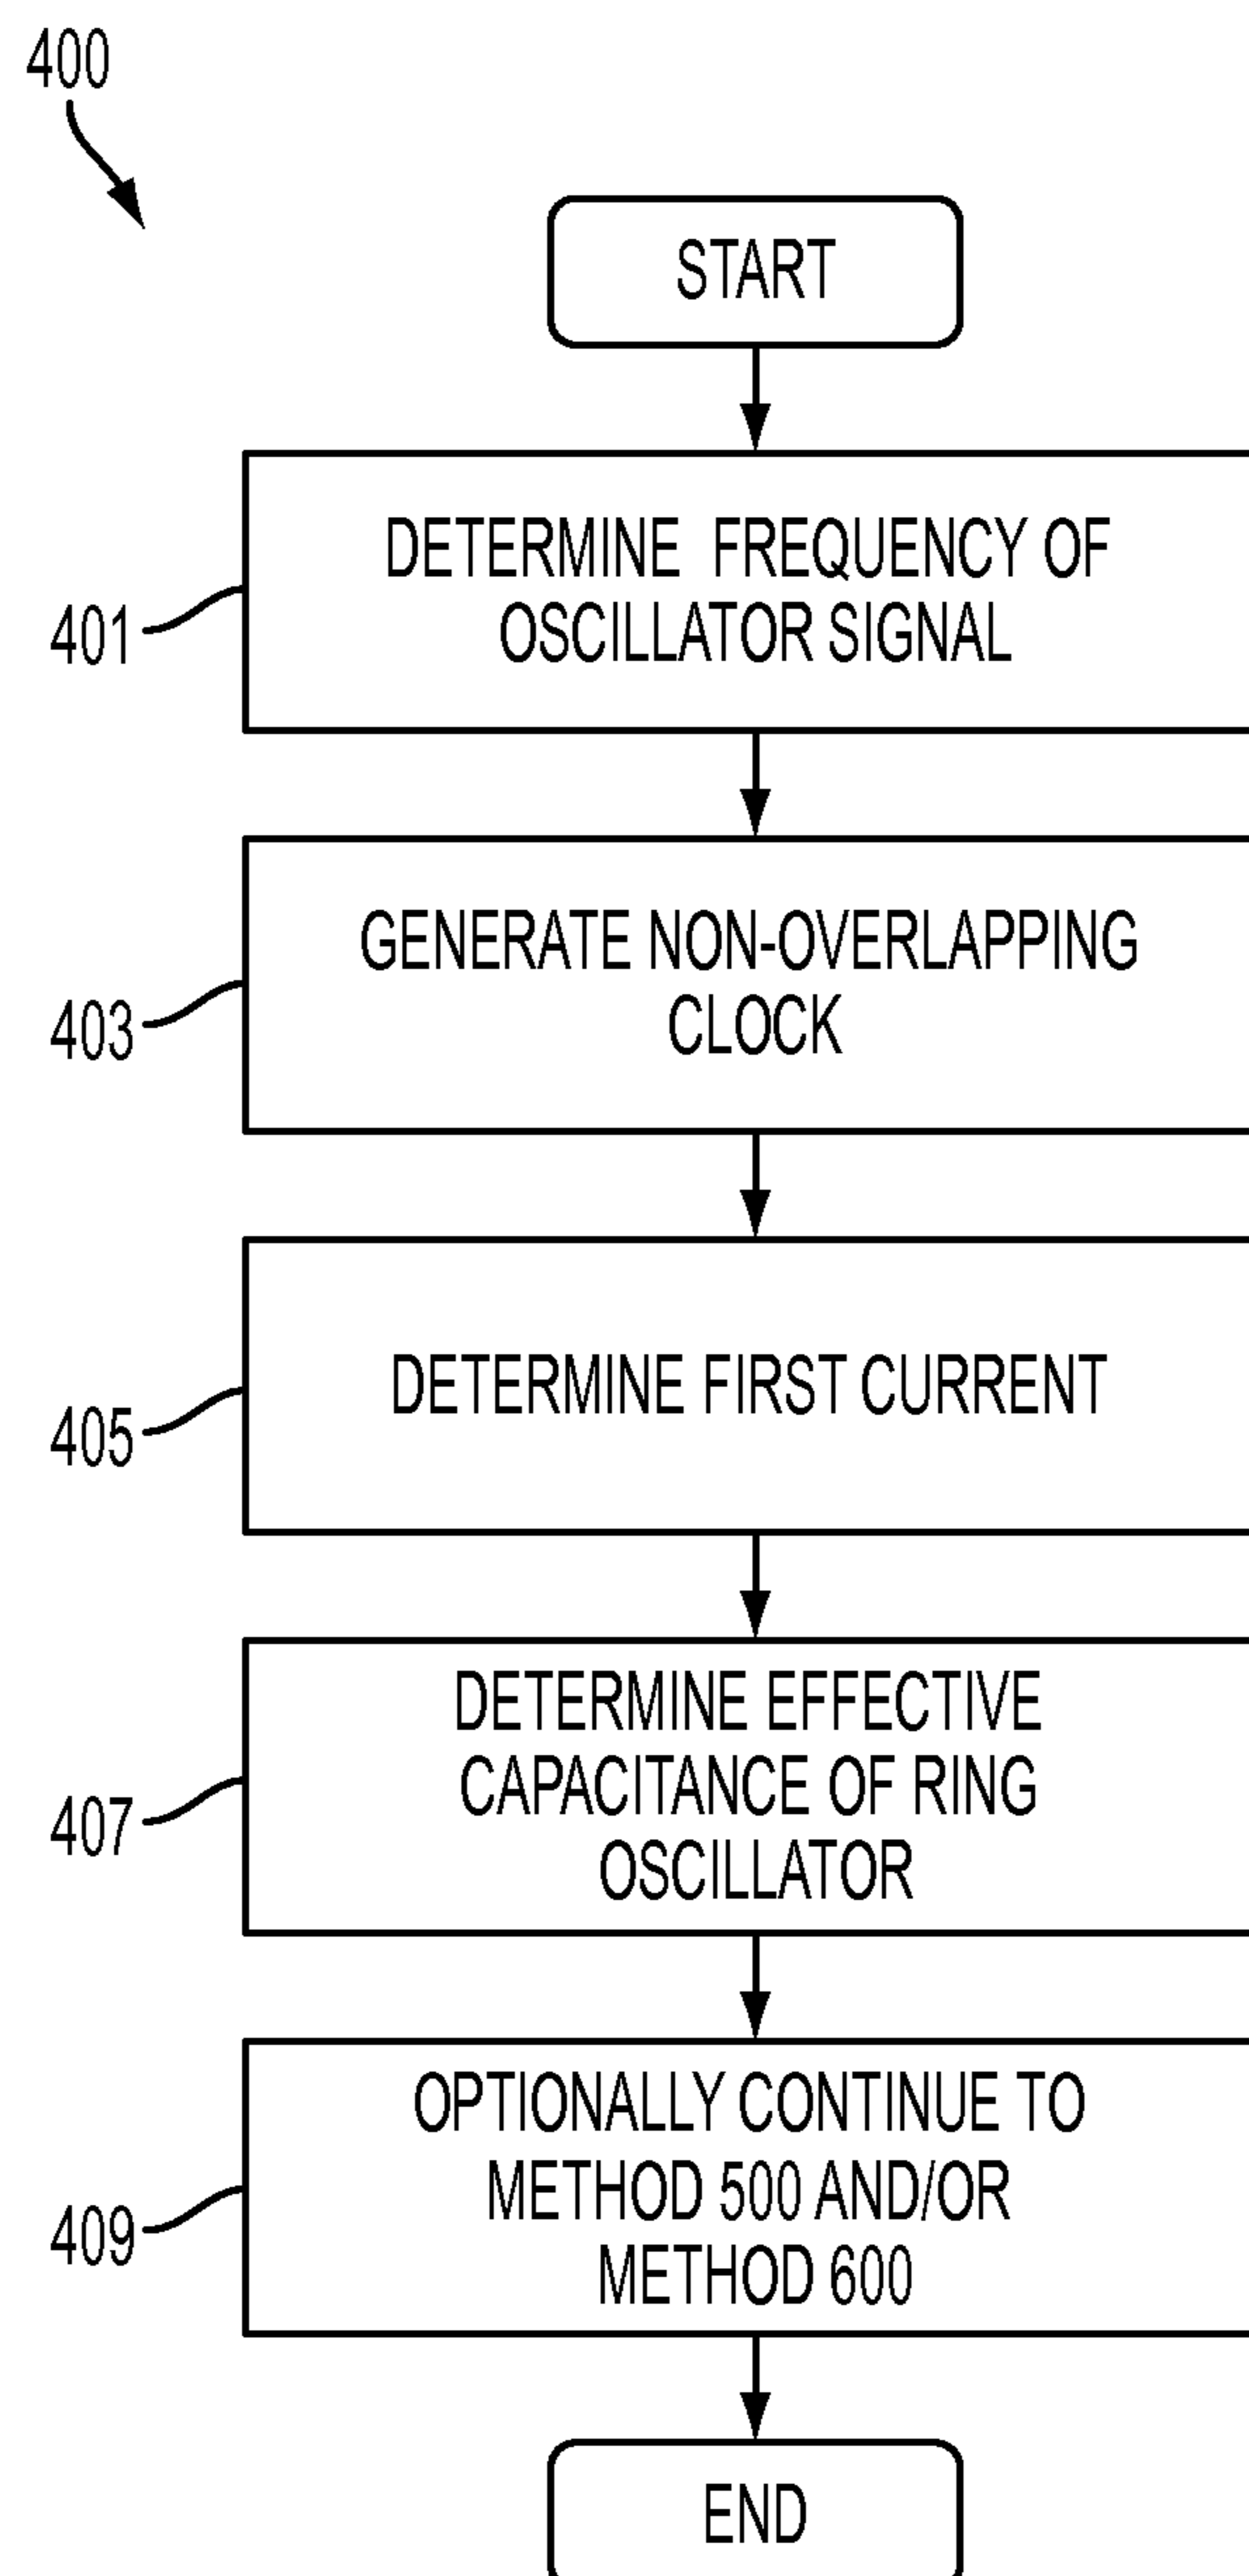 400
START
DETERMINE FREQUENCY OF
OSCILLATOR SIGNAL
401
GENERATE NON-OVERLAPPING
CLOCK
403
DETERMINE FIRST CURRENT
405
DETERMINE EFFECTIVE
CAPACITANCE OF RING
OSCILLATOR
407
OPTIONALLY CONTINUE TO
METHOD 500 AND/OR
METHOD 600
409
END